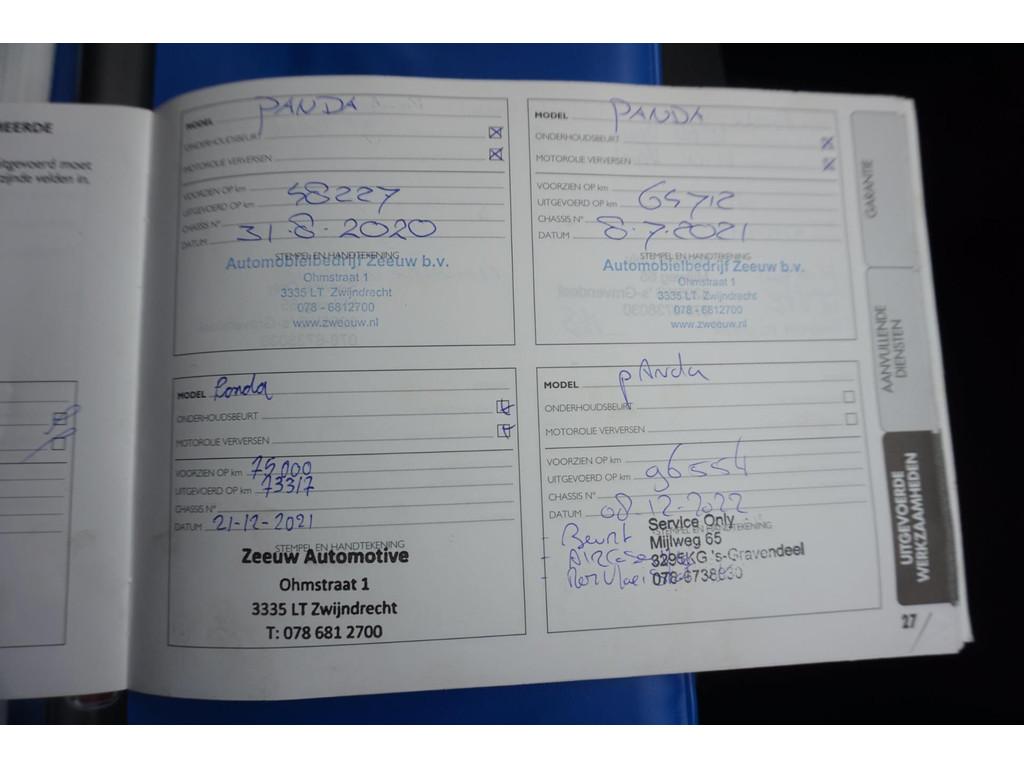 MEERDE
itgevoerd moet
zijnde velden in.
MODEL PANDA
ONDERHOUDSBEURT
MOTOROLIE VERVERSEN
VOORZIEN OP km
UITGEVOERD OP km 48227
CHASSIS N°
DATUM 31-8-2020
STEMPEL EN HANDTEKENING
Automobielbedrijf Zeeuw b.v.
Ohmstraat 1
3335 LT Zwijndrecht
078 - 6812700
www.zweeuw.nl
MODEL PANDA
ONDERHOUDSBEURT
MOTOROLIE VERVERSEN
VOORZIEN OP km
UITGEVOERD OP km 64712
CHASSIS N°
DATUM 8-7-2021
STEMPEL EN HANDTEKENING
Automobielbedrijf Zeeuw b.v.
Ohmstraat 1
3335 LT Zwijndrecht
078 - 6812700
www.zweeuw.nl
MODEL Panda
ONDERHOUDSBEURT
MOTOROLIE VERVERSEN
VOORZIEN OP km 75000
UITGEVOERD OP km 73317
CHASSIS N°
DATUM 21-12-2021
STEMPEL EN HANDTEKENING
Zeeuw Automotive
Ohmstraat 1
3335 LT Zwijndrecht
T: 078 681 2700
MODEL pAnda
ONDERHOUDSBEURT
MOTOROLIE VERVERSEN
VOORZIEN OP km
UITGEVOERD OP km 96554
CHASSIS N°
DATUM 08-12-2022
STEMPEL EN HANDTEKENING
- Beurt
Service Only
Mijlweg 65
3295KG 's-Gravendeel
078-6738030
GARANTIE
AANVULLENDE
DIENSTEN
UITGEVOERDE
WERKZAAMHEDEN
27